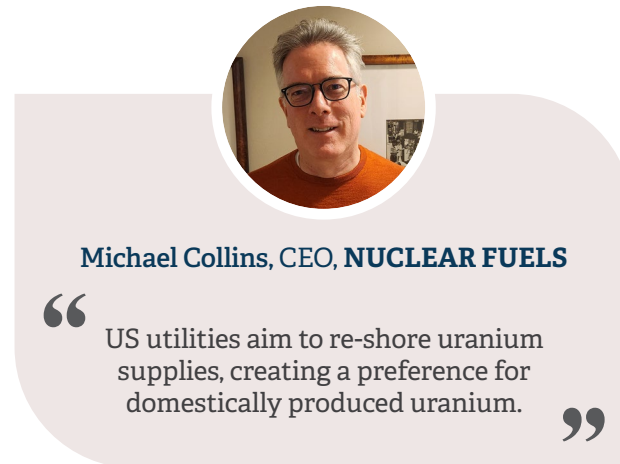 Michael Collins, CEO, NUCLEAR FUELS
“
US utilities aim to re-shore uranium
supplies, creating a preference for
domestically produced uranium.
”